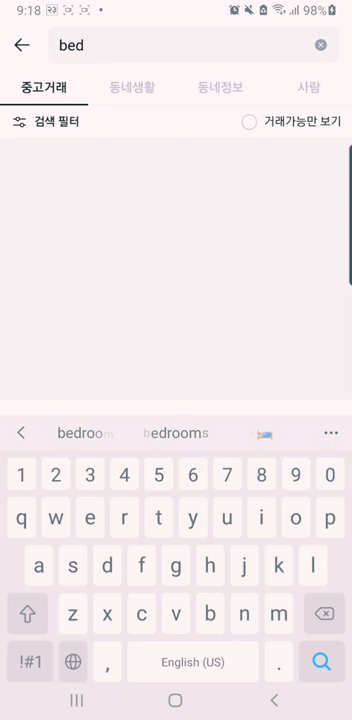 9:18 98%
bed
중고거래 동네생활 동네정보 사람
검색 필터 거래가능만 보기
bedroom bedrooms
1 2 3 4 5 6 7 8 9 0
q w e r t y u i o p
a s d f g h j k l
z x c v b n m
!#1 , English (US) .